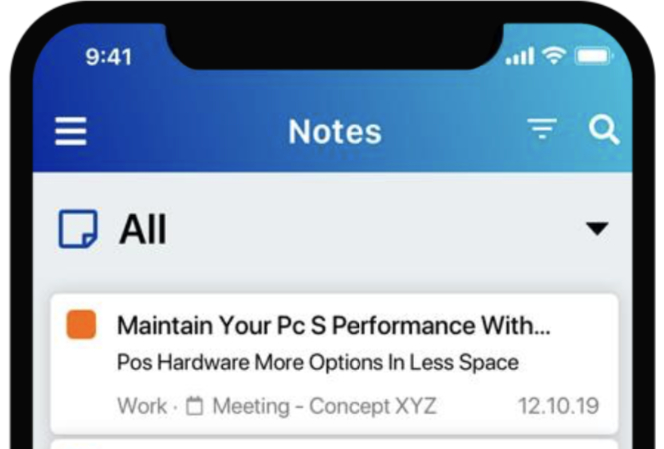 9:41
Notes
All
Maintain Your Pc S Performance With...
Pos Hardware More Options In Less Space
Work · Meeting - Concept XYZ 12.10.19